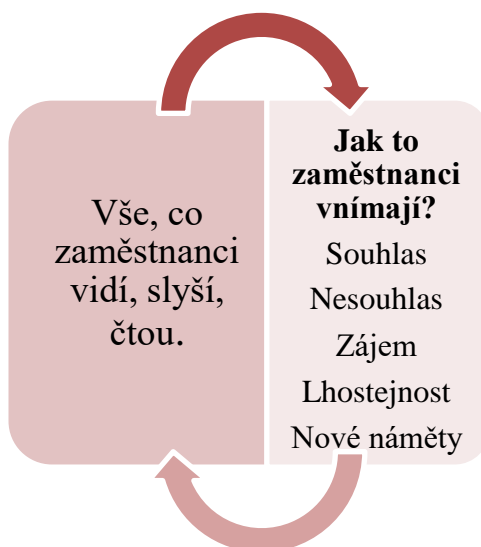 Vše, co
zaměstnanci
vidí, slyší,
čtou.
Jak to
zaměstnanci
vnímají?
Souhlas
Nesouhlas
Zájem
Lhostejnost
Nové náměty